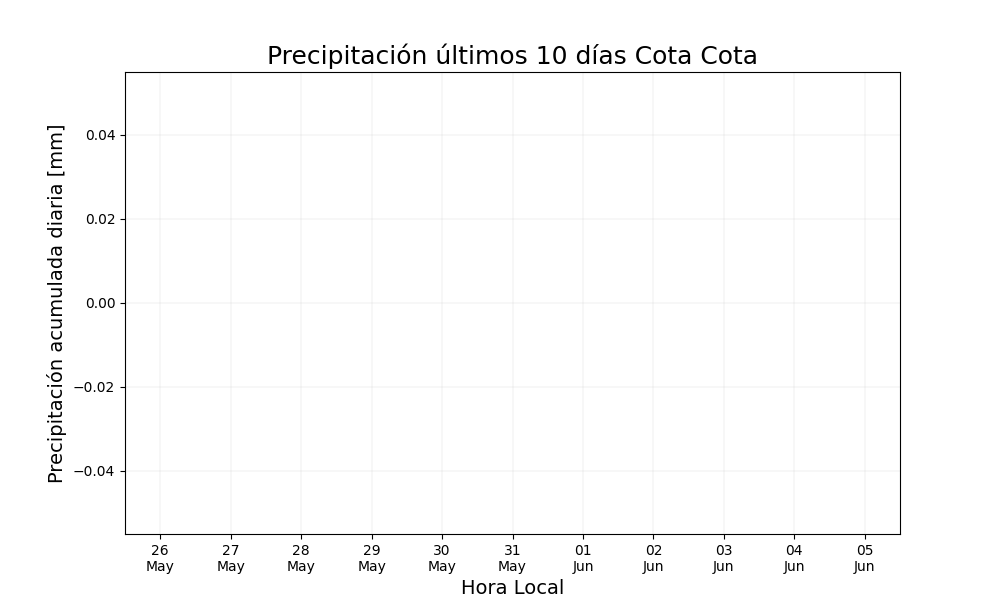 Precipitación últimos 10 días Cota Cota
Precipitación acumulada diaria [mm]
0.04
0.02
0.00
−0.02
−0.04
26 27 28 29 30 31 01 02 03 04 05
May May May May May May Jun Jun Jun Jun Jun
Hora Local